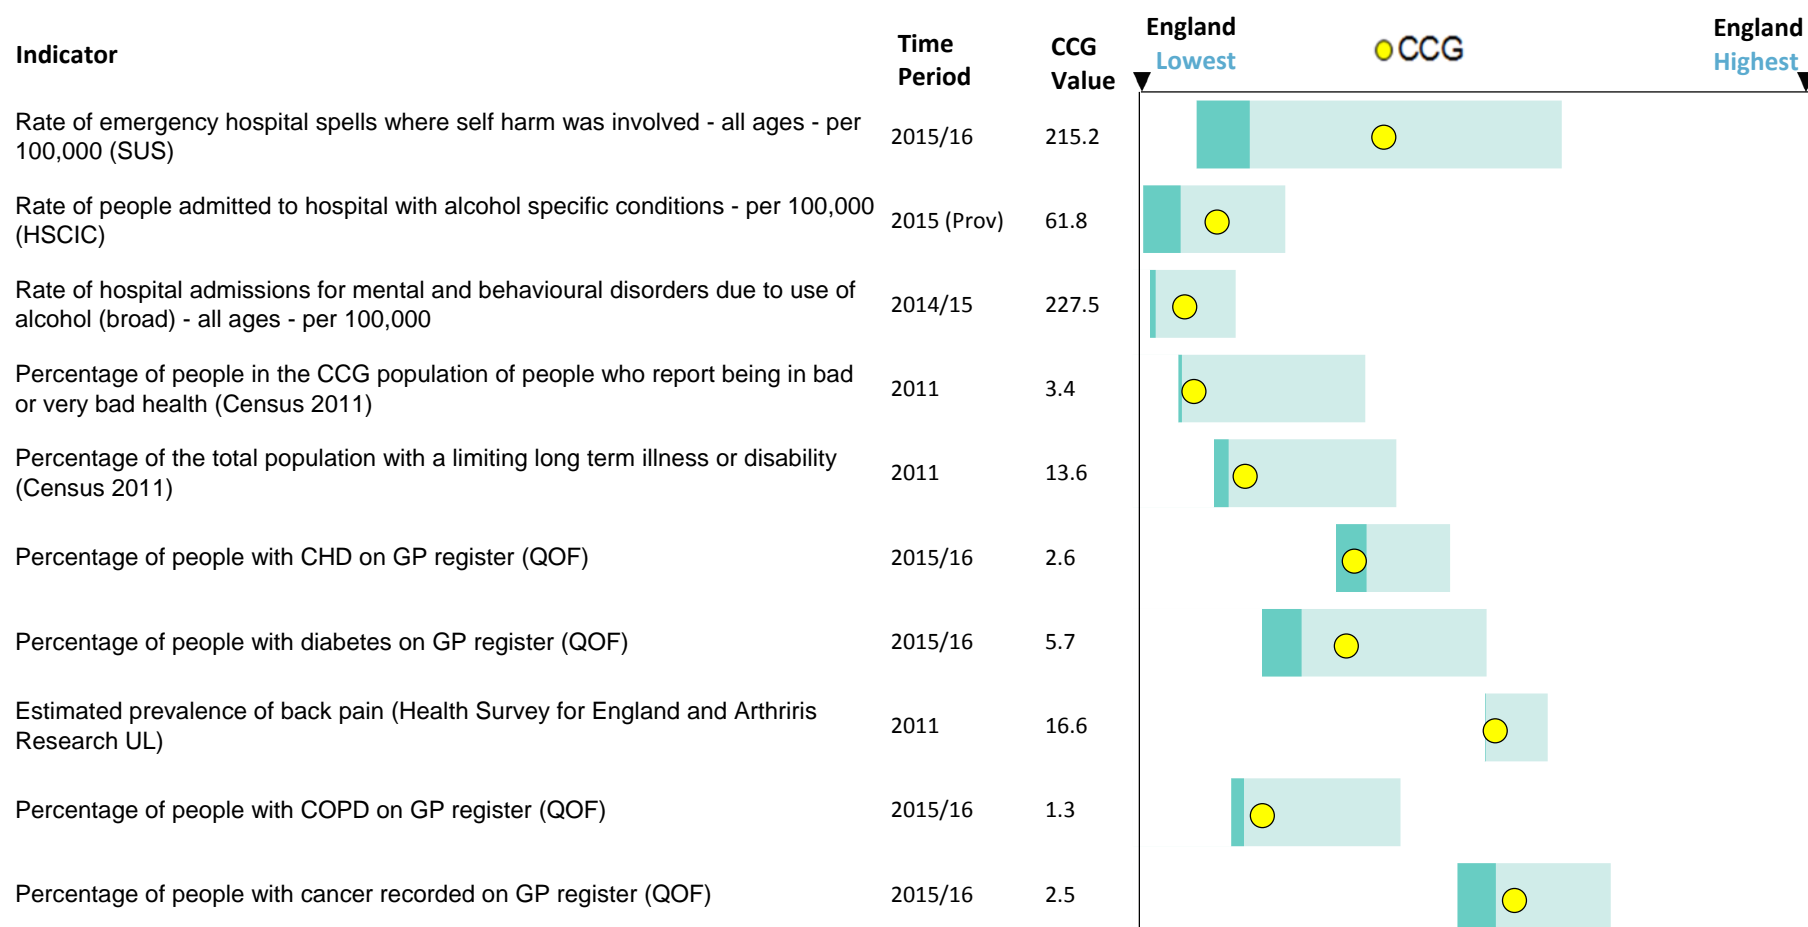 Indicator
Time
Period
CCG
Value
England
Lowest
CCG
England
Highest
Rate of emergency hospital spells where self harm was involved - all ages - per
100,000 (SUS)
2015/16
215.2
Rate of people admitted to hospital with alcohol specific conditions - per 100,000
(HSCIC)
2015 (Prov)
61.8
Rate of hospital admissions for mental and behavioural disorders due to use of
alcohol (broad) - all ages - per 100,000
2014/15
227.5
Percentage of people in the CCG population of people who report being in bad
or very bad health (Census 2011)
2011
3.4
Percentage of the total population with a limiting long term illness or disability
(Census 2011)
2011
13.6
Percentage of people with CHD on GP register (QOF)
2015/16
2.6
Percentage of people with diabetes on GP register (QOF)
2015/16
5.7
Estimated prevalence of back pain (Health Survey for England and Arthriris
Research UL)
2011
16.6
Percentage of people with COPD on GP register (QOF)
2015/16
1.3
Percentage of people with cancer recorded on GP register (QOF)
2015/16
2.5